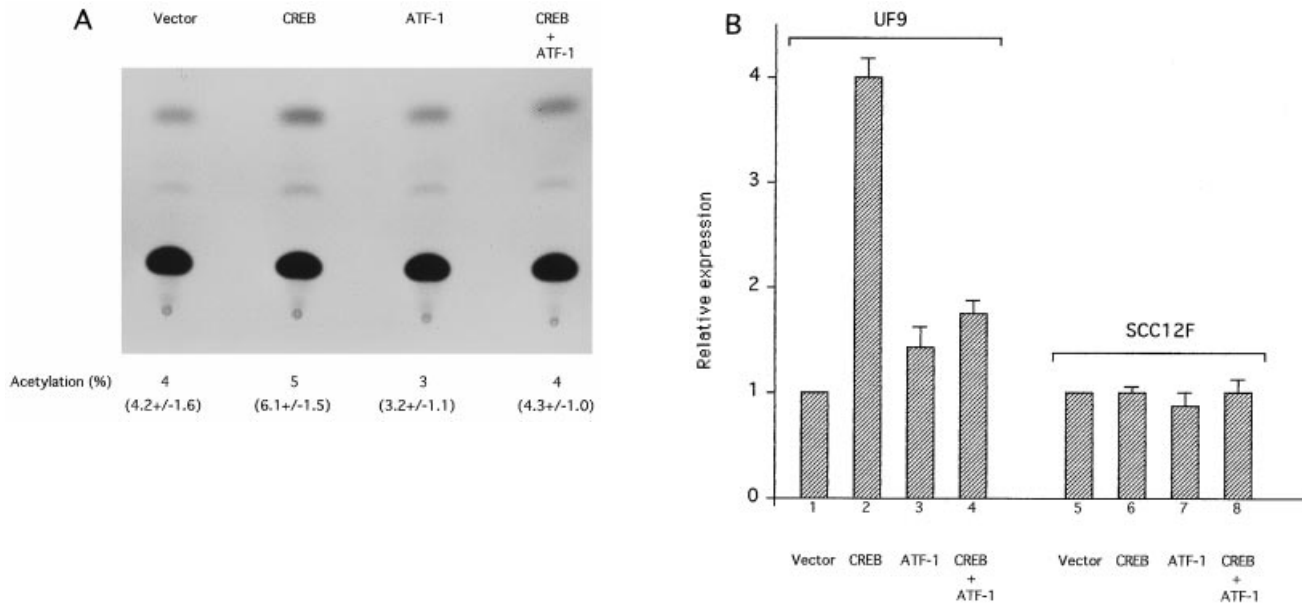 A
Vector CREB ATF-1 CREB
+
ATF-1
Acetylation (%) 4 5 3 4
(4.2+/-1.6) (6.1+/-1.5) (3.2+/-1.1) (4.3+/-1.0)
B
UF9
4
3
2
1
0
Relative expression
SCC12F
1 2 3 4 5 6 7 8
Vector CREB ATF-1 CREB Vector CREB ATF-1 CREB
+ +
ATF-1 ATF-1